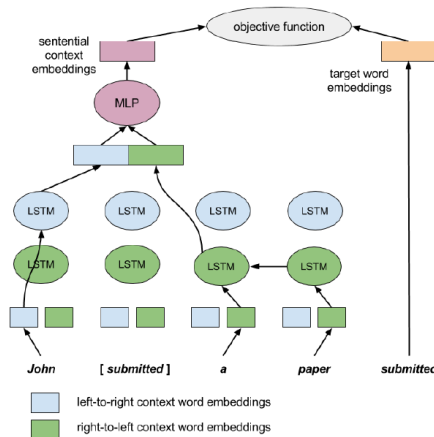 objective function
sentential
context
embeddings
target word
embeddings
MLP
LSTM LSTM LSTM LSTM
LSTM LSTM LSTM LSTM
John [ submitted ] a paper submitted
left-to-right context word embeddings
right-to-left context word embeddings